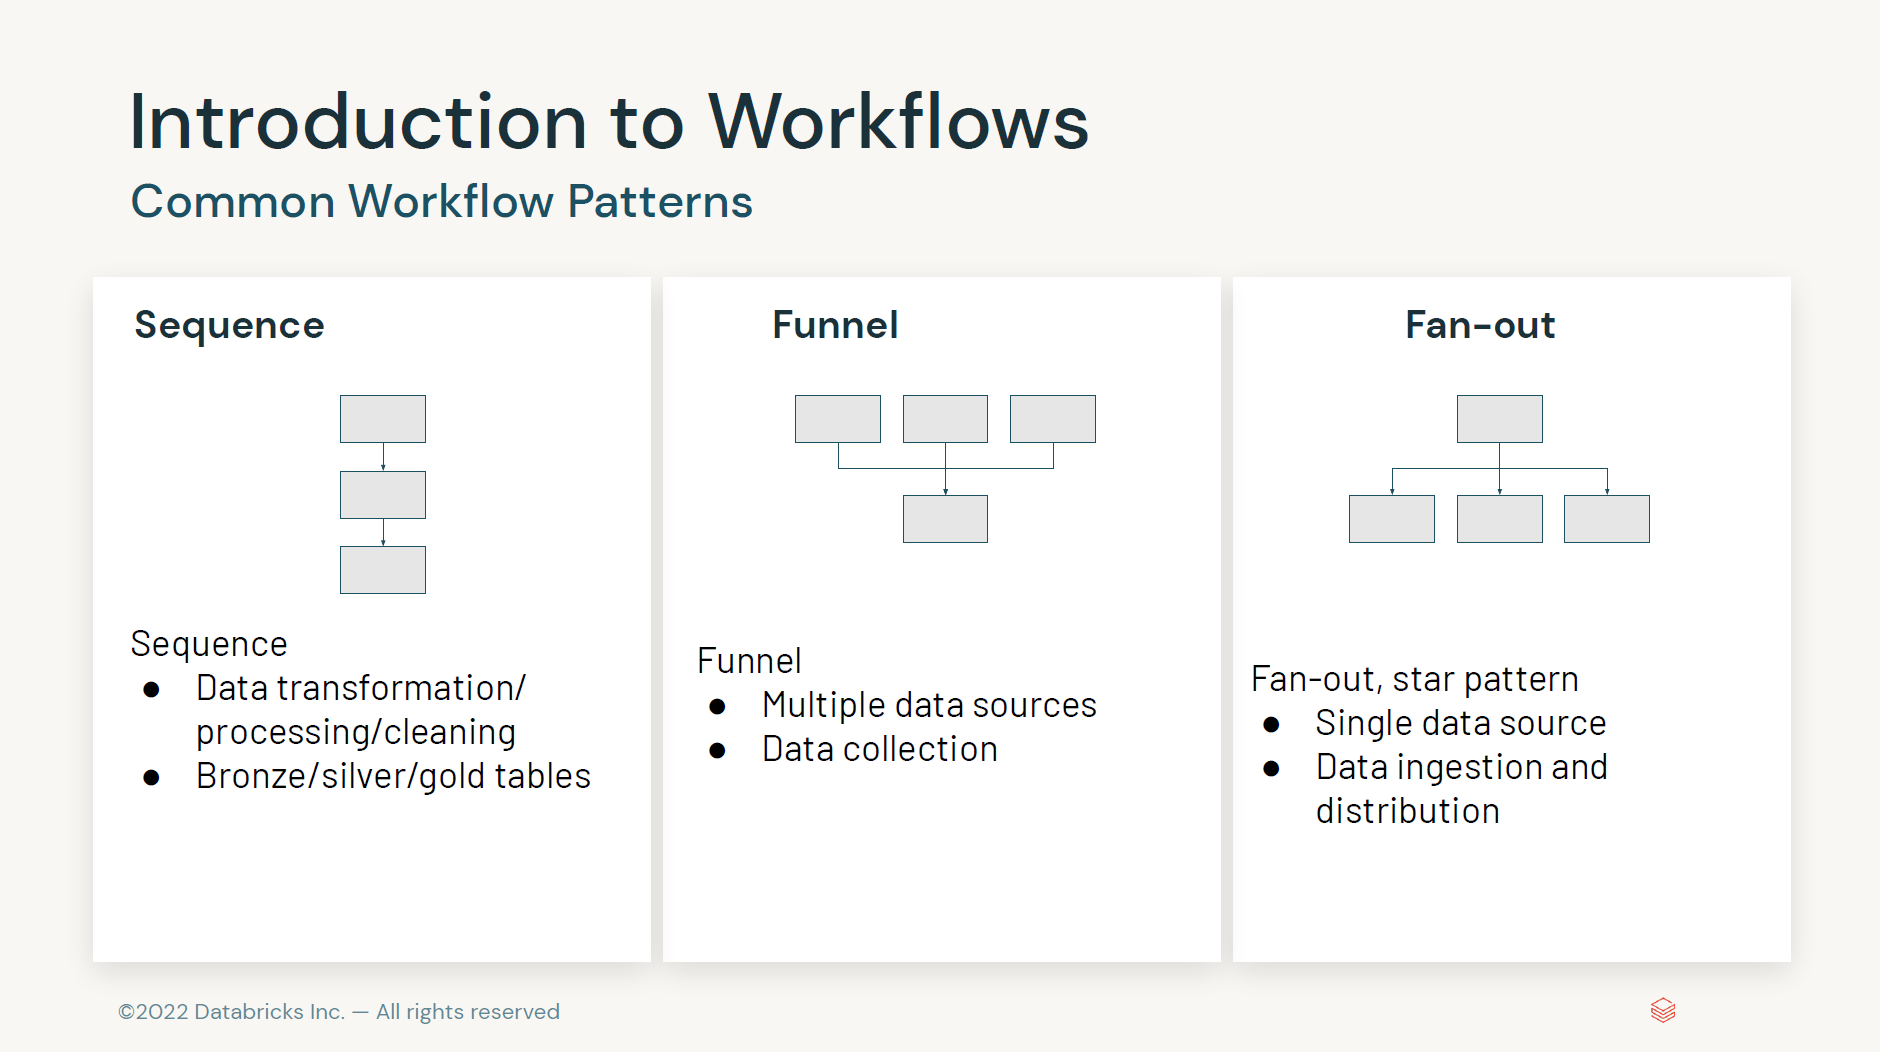 Introduction to Workflows
Common Workflow Patterns
Sequence
Sequence
● Data transformation/
processing/cleaning
● Bronze/silver/gold tables
Funnel
Funnel
● Multiple data sources
● Data collection
Fan-out
Fan-out, star pattern
● Single data source
● Data ingestion and
distribution
©2022 Databricks Inc. — All rights reserved